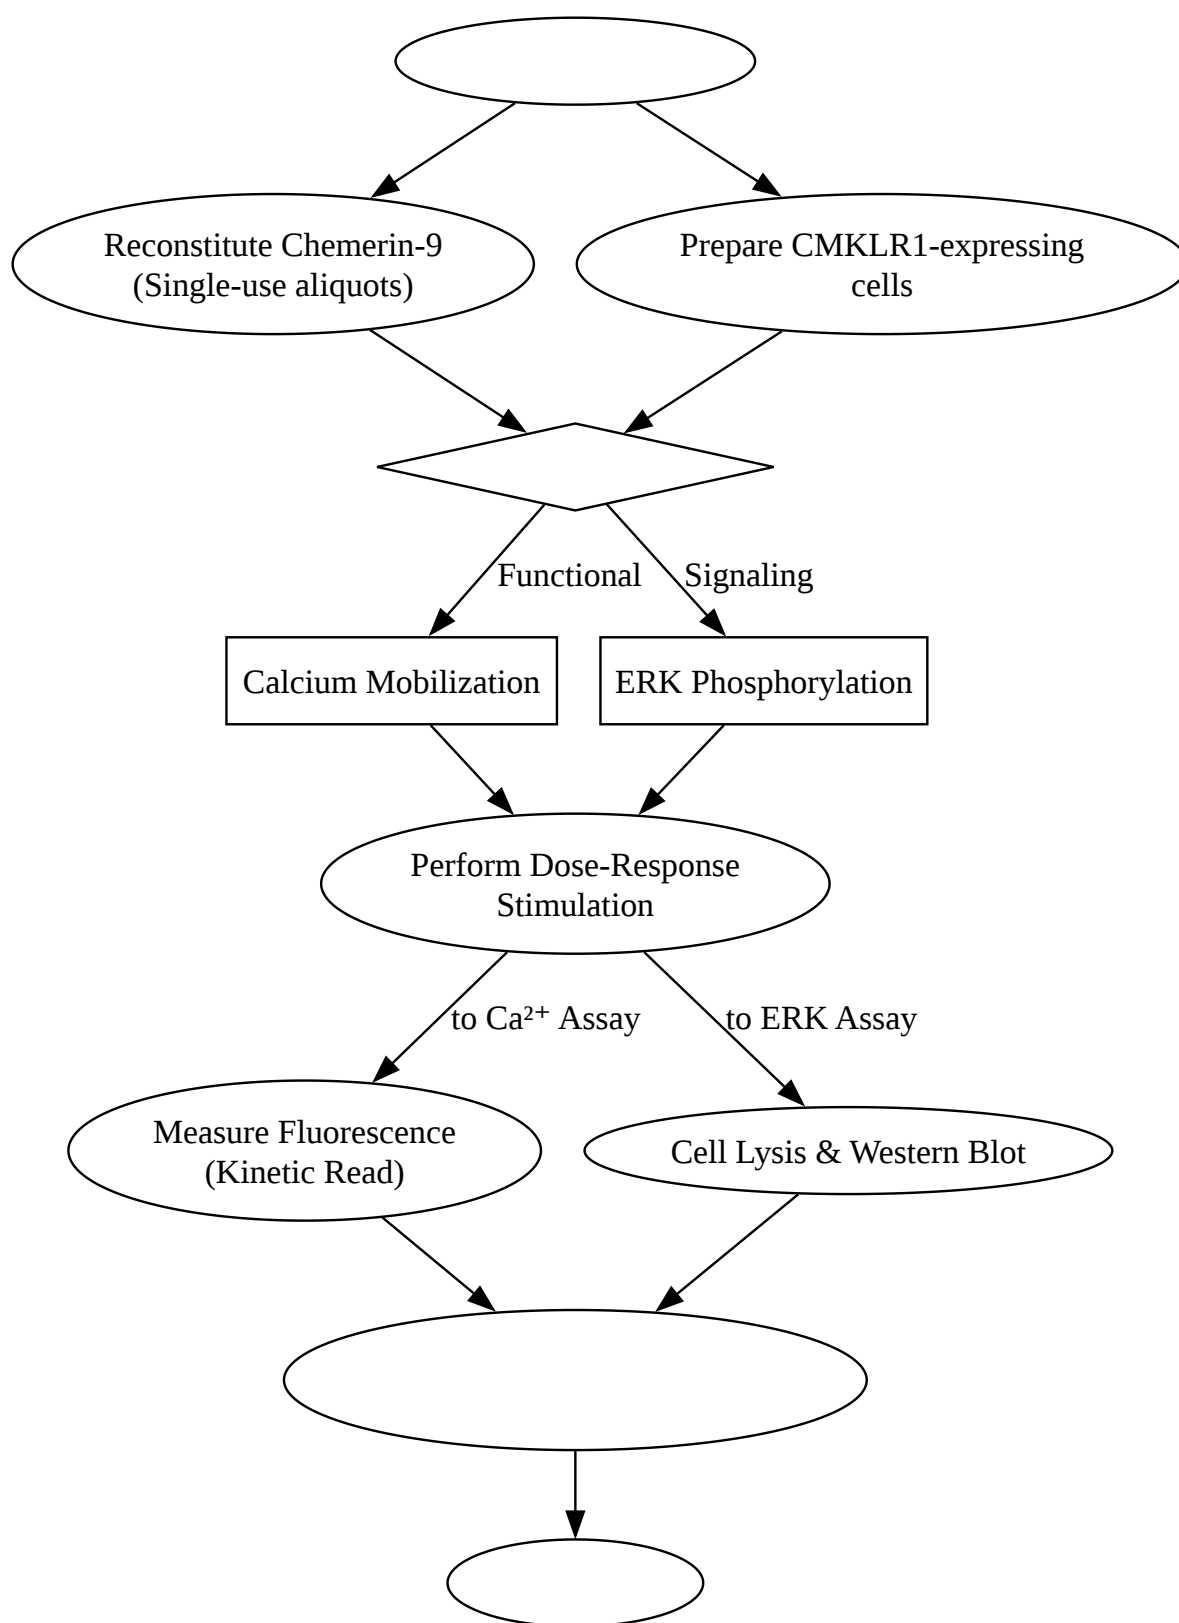 Reconstitute Chemerin-9
(Single-use aliquots)
Prepare CMKLR1-expressing
cells
Functional
Signaling
Calcium Mobilization
ERK Phosphorylation
Perform Dose-Response
Stimulation
to Ca²⁺ Assay
to ERK Assay
Measure Fluorescence
(Kinetic Read)
Cell Lysis & Western Blot